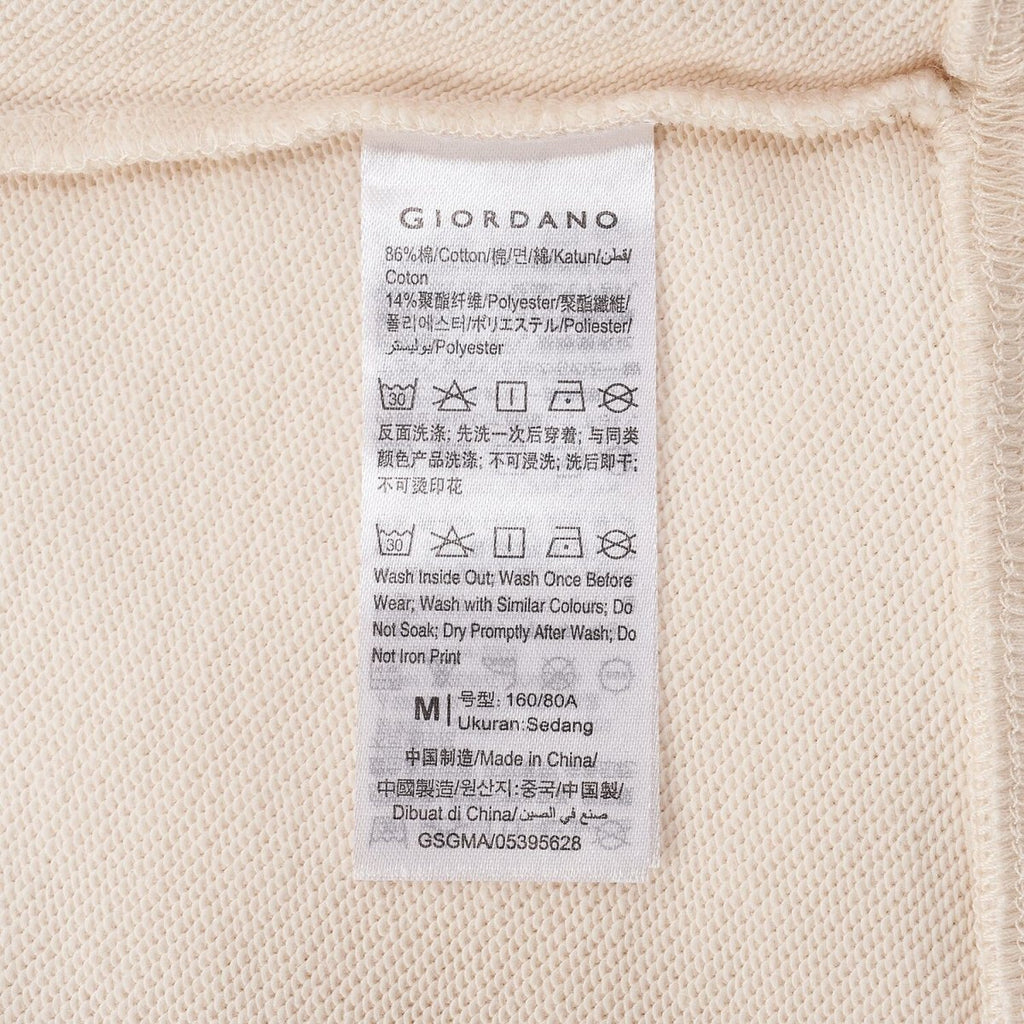 GIORDANO
86%棉/Cotton/棉/면/綿/Katun/قطن/
Coton
14%聚酯纤维/Polyester/聚酯纖維/
폴리에스터/ポリエステル/Poliester/
بوليستر/Polyester
30
反面洗涤; 先洗一次后穿着; 与同类
颜色产品洗涤; 不可浸洗; 洗后即干;
不可烫印花
30
Wash Inside Out; Wash Once Before
Wear; Wash with Similar Colours; Do
Not Soak; Dry Promptly After Wash; Do
Not Iron Print
M
号型: 160/80A
Ukuran:Sedang
中国制造/Made in China/
中國製造/원산지:중국/中国製/
Dibuat di China/صنع في الصين/
GSGMA/05395628